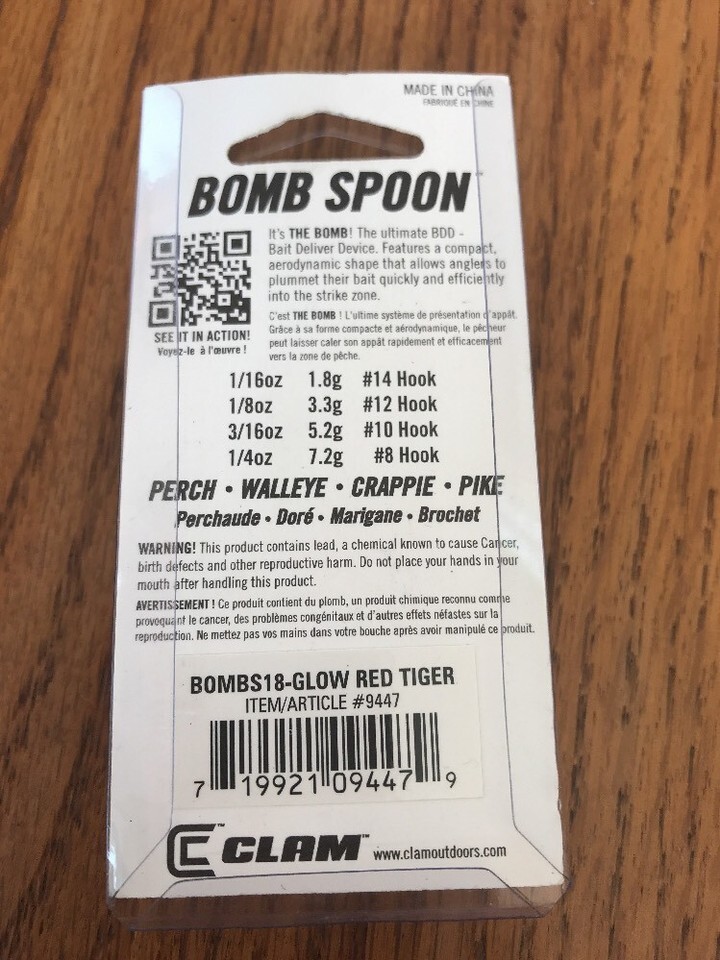 MADE IN CHINA
FABRIQUÉ EN CHINE
BOMB SPOON™
It's THE BOMB! The ultimate BDD -
Bait Deliver Device. Features a compact,
aerodynamic shape that allows anglers to
plummet their bait quickly and efficiently
into the strike zone.
C'est THE BOMB ! L'ultime système de présentation d'appât.
Grâce à sa forme compacte et aérodynamique, le pêcheur
peut laisser caler son appât rapidement et efficacement
vers la zone de pêche.
SEE IT IN ACTION!
Voyez-le à l'œuvre !
1/16oz 1.8g #14 Hook
1/8oz 3.3g #12 Hook
3/16oz 5.2g #10 Hook
1/4oz 7.2g #8 Hook
PERCH • WALLEYE • CRAPPIE • PIKE
Perchaude • Doré • Marigane • Brochet
WARNING! This product contains lead, a chemical known to cause Cancer,
birth defects and other reproductive harm. Do not place your hands in your
mouth after handling this product.
AVERTISSEMENT ! Ce produit contient du plomb, un produit chimique reconnu comme
provoquant le cancer, des problèmes congénitaux et d'autres effets néfastes sur la
reproduction. Ne mettez pas vos mains dans votre bouche après avoir manipulé ce produit.
BOMBS18-GLOW RED TIGER
ITEM/ARTICLE #9447
7 19921 09447 9
CLAM™ www.clamoutdoors.com